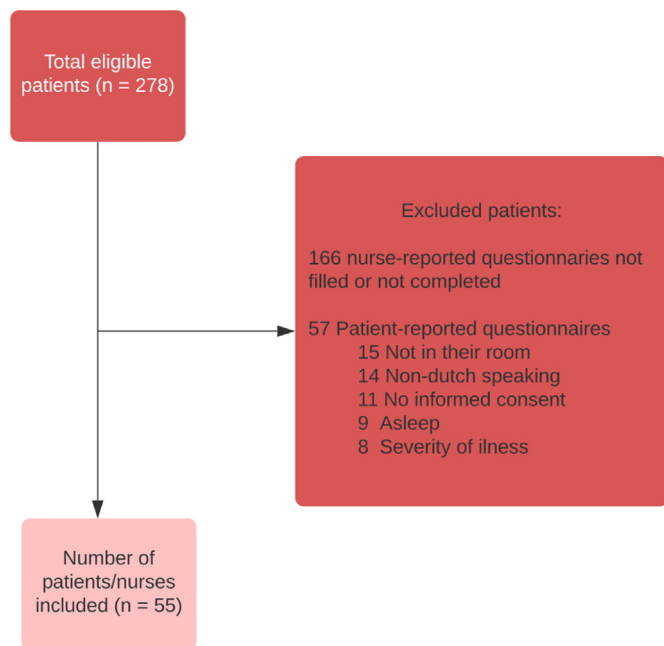 Total eligible
patients (n = 278)
Excluded patients:
166 nurse-reported questionnaries not
filled or not completed
57 Patient-reported questionnaires
15 Not in their room
14 Non-dutch speaking
11 No informed consent
9 Asleep
8 Severity of ilness
Number of
patients/nurses
included (n = 55)